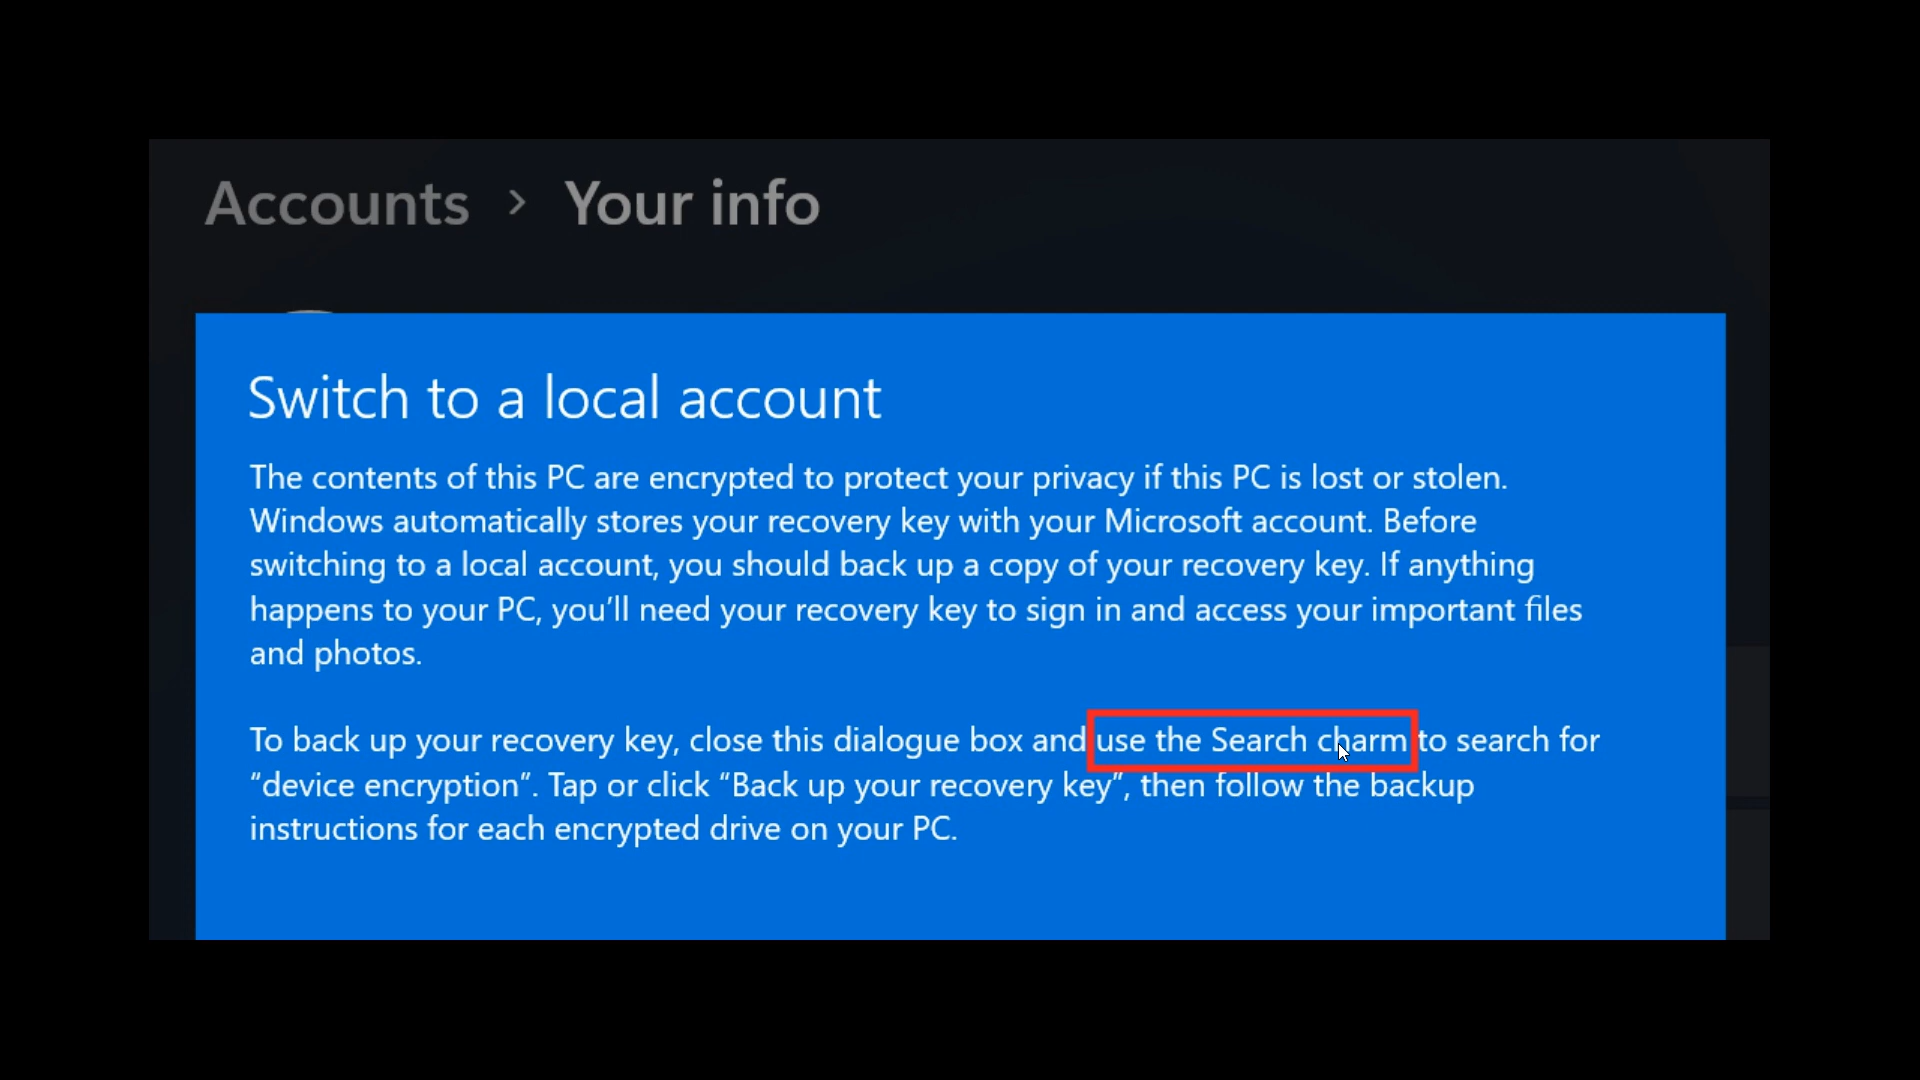 Accounts > Your info
Switch to a local account
The contents of this PC are encrypted to protect your privacy if this PC is lost or stolen.
Windows automatically stores your recovery key with your Microsoft account. Before
switching to a local account, you should back up a copy of your recovery key. If anything
happens to your PC, you’ll need your recovery key to sign in and access your important files
and photos.
To back up your recovery key, close this dialogue box and use the Search charm to search for
“device encryption”. Tap or click “Back up your recovery key”, then follow the backup
instructions for each encrypted drive on your PC.